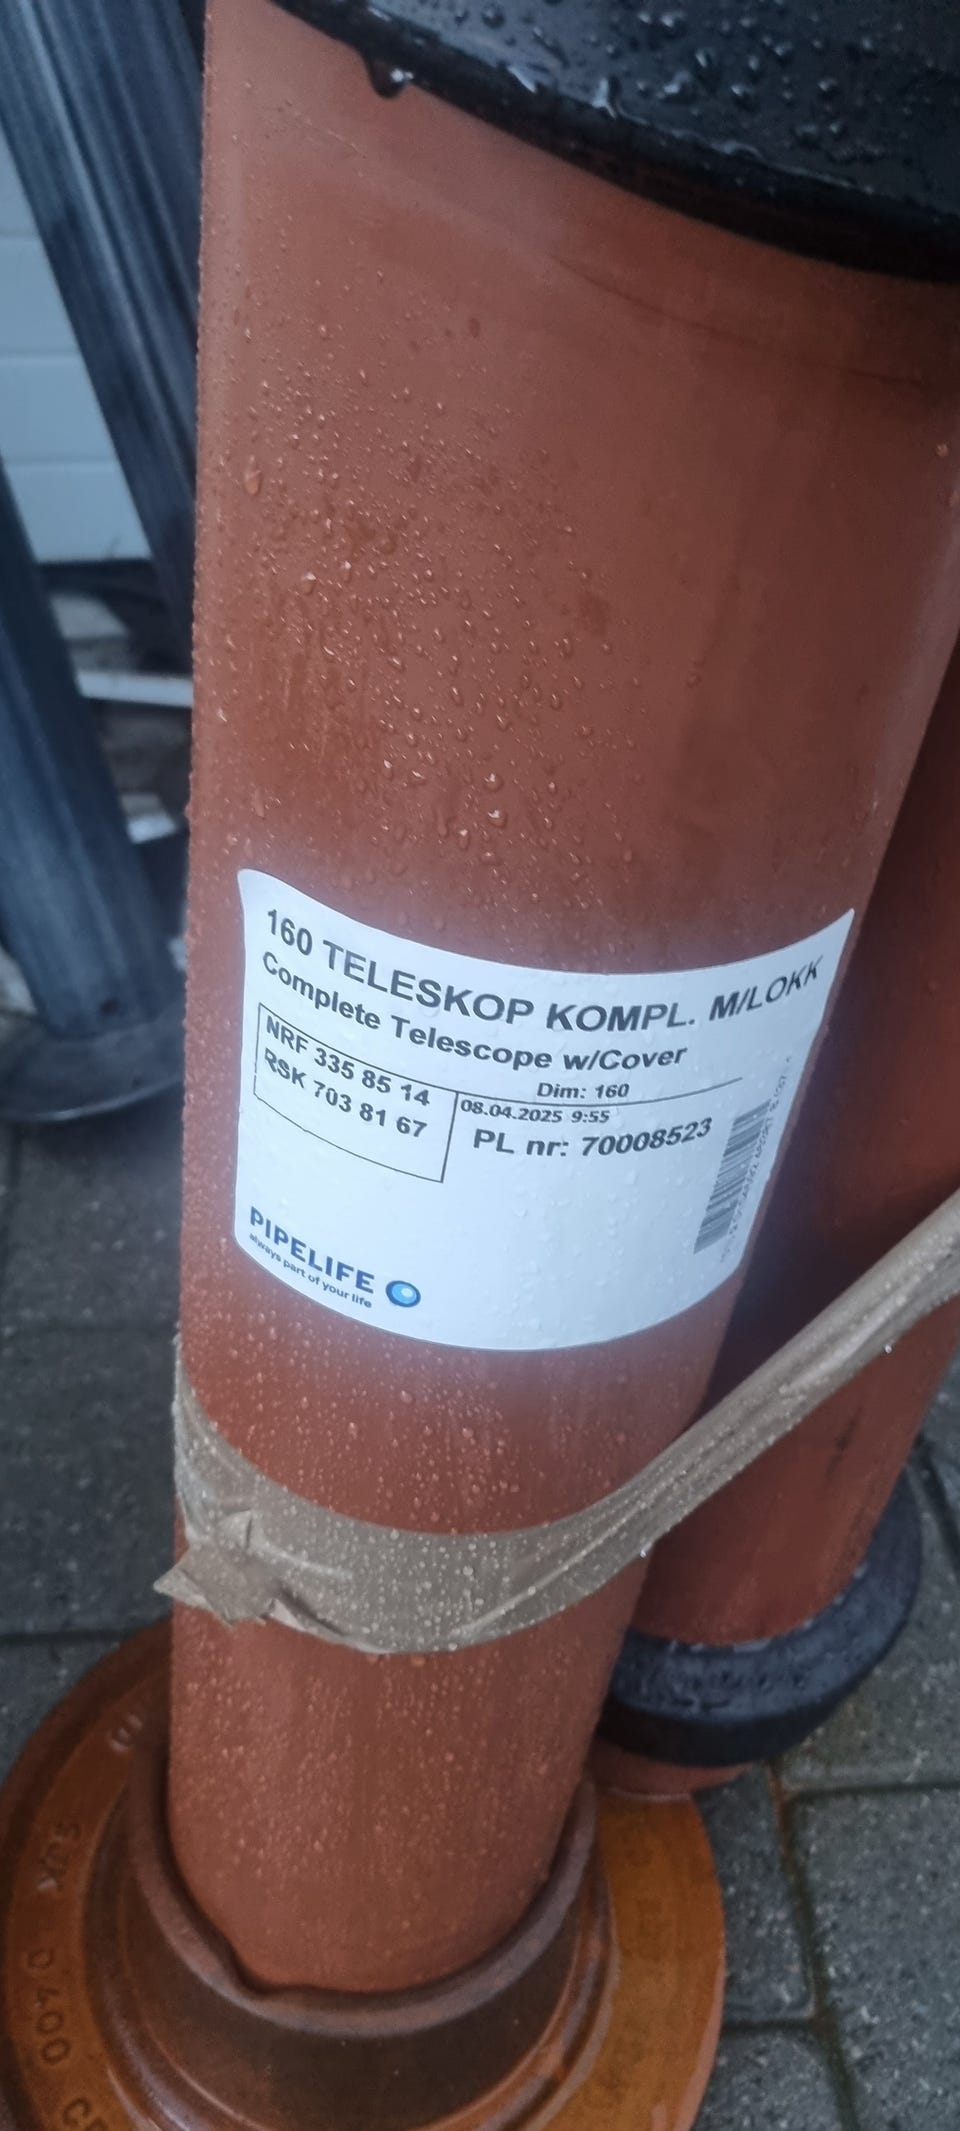 160 TELESKOP KOMPL. M/LOKK
Complete Telescope w/Cover
Dim: 160
NRF 335 85 14
RSK 703 81 67
08.04.2025 9:55
PL nr: 70008523
PIPELIFE
always part of your life
D400